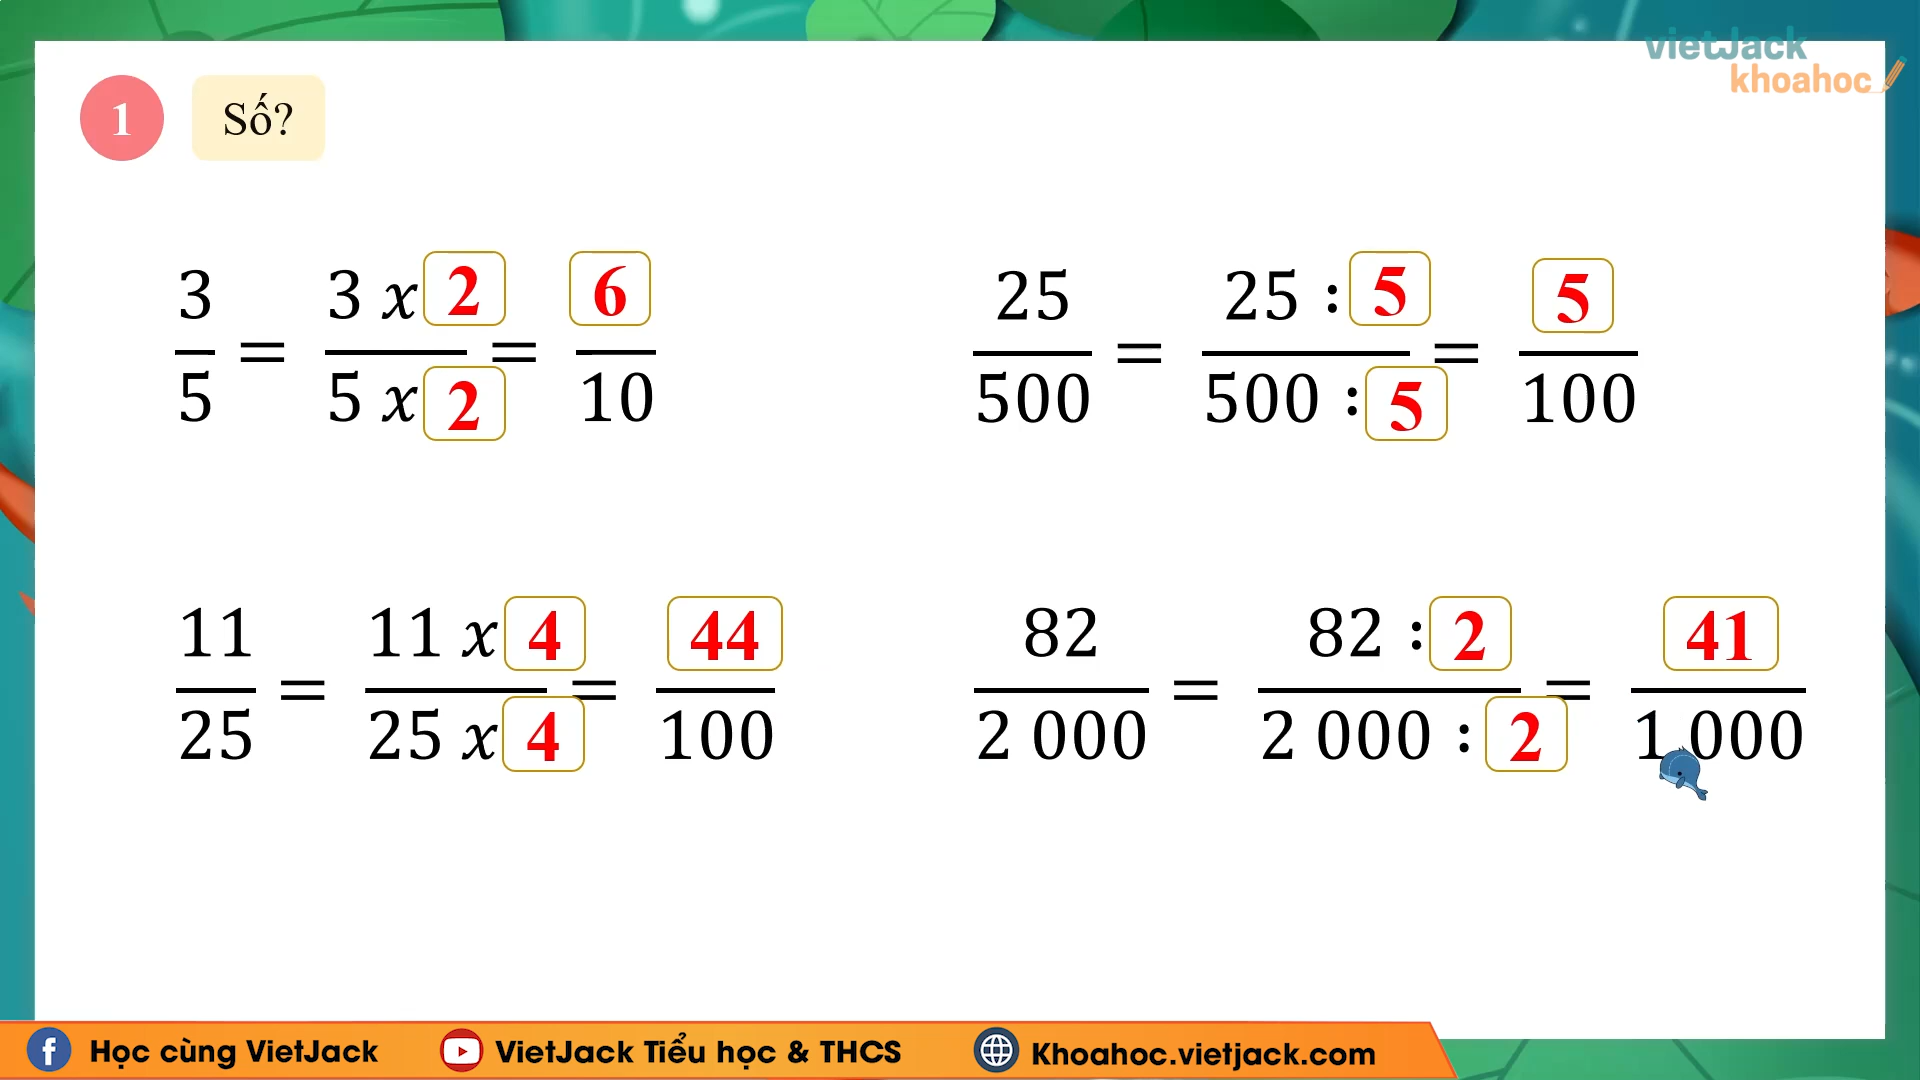 vietJack
khoahoc
1 Số?
3/5 = 3 x 2 / 5 x 2 = 6/10
25/500 = 25 : 5 / 500 : 5 = 5/100
11/25 = 11 x 4 / 25 x 4 = 44/100
82/2 000 = 82 : 2 / 2 000 : 2 = 41/1 000
Học cùng VietJack
VietJack Tiểu học & THCS
Khoahoc.vietjack.com